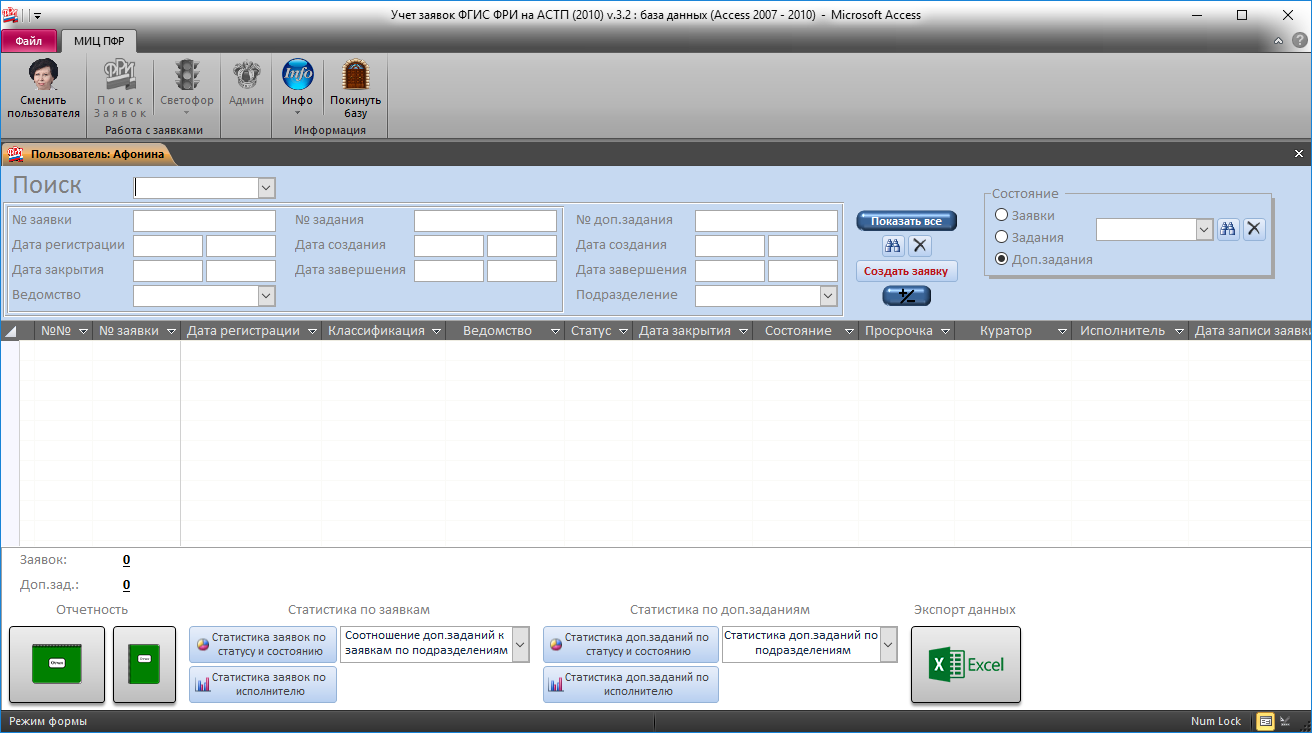 Учет заявок ФГИС ФРИ на АСТП (2010) v.3.2 : база данных (Access 2007 - 2010) - Microsoft Access
Файл
МИЦ ПФР
Сменить пользователя
ФРИ
Поиск Заявок
Светофор
Админ
Info
Инфо
Покинуть базу
Работа с заявками
Информация
Пользователь: Афонина
Поиск
№ заявки
№ задания
№ доп.задания
Дата регистрации
Дата создания
Дата создания
Дата закрытия
Дата завершения
Дата завершения
Ведомство
Подразделение
Показать все
Создать заявку
+/-
Состояние
Заявки
Задания
Доп.задания
№№ № заявки Дата регистрации Классификация Ведомство Статус Дата закрытия Состояние Просрочка Куратор Исполнитель Дата записи заявки
Заявок: 0
Доп.зад.: 0
Отчетность
Статистика по заявкам
Статистика по доп.заданиям
Экспорт данных
Статистика заявок по
статусу и состоянию
Соотношение доп.заданий к
заявкам по подразделениям
Статистика доп.заданий по
статусу и состоянию
Статистика доп.заданий по
подразделениям
Статистика заявок по
исполнителю
Статистика доп.заданий по
исполнителю
Excel
Режим формы
Num Lock